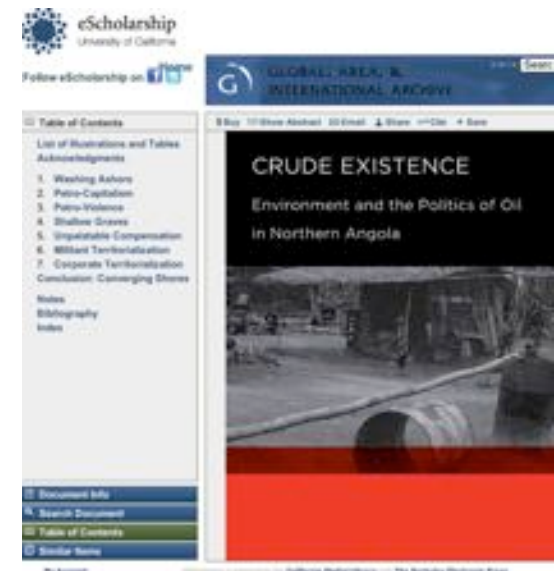 eScholarship
University of California
Home
Follow eScholarship on
GLOBAL, AREA, &
INTERNATIONAL ARCHIVE
Searc
Table of Contents
Buy Show Abstract Email Share Cite Save
List of Illustrations and Tables
Acknowledgments
1. Washing Ashore
2. Petro-Capitalism
3. Petro-Violence
4. Shallow Graves
5. Unpalatable Compensation
6. Militant Territorialization
7. Corporate Territorialization
Conclusion: Converging Shores
Notes
Bibliography
Index
CRUDE EXISTENCE
Environment and the Politics of Oil
in Northern Angola
Document Info
Search Document
Table of Contents
Similar Items